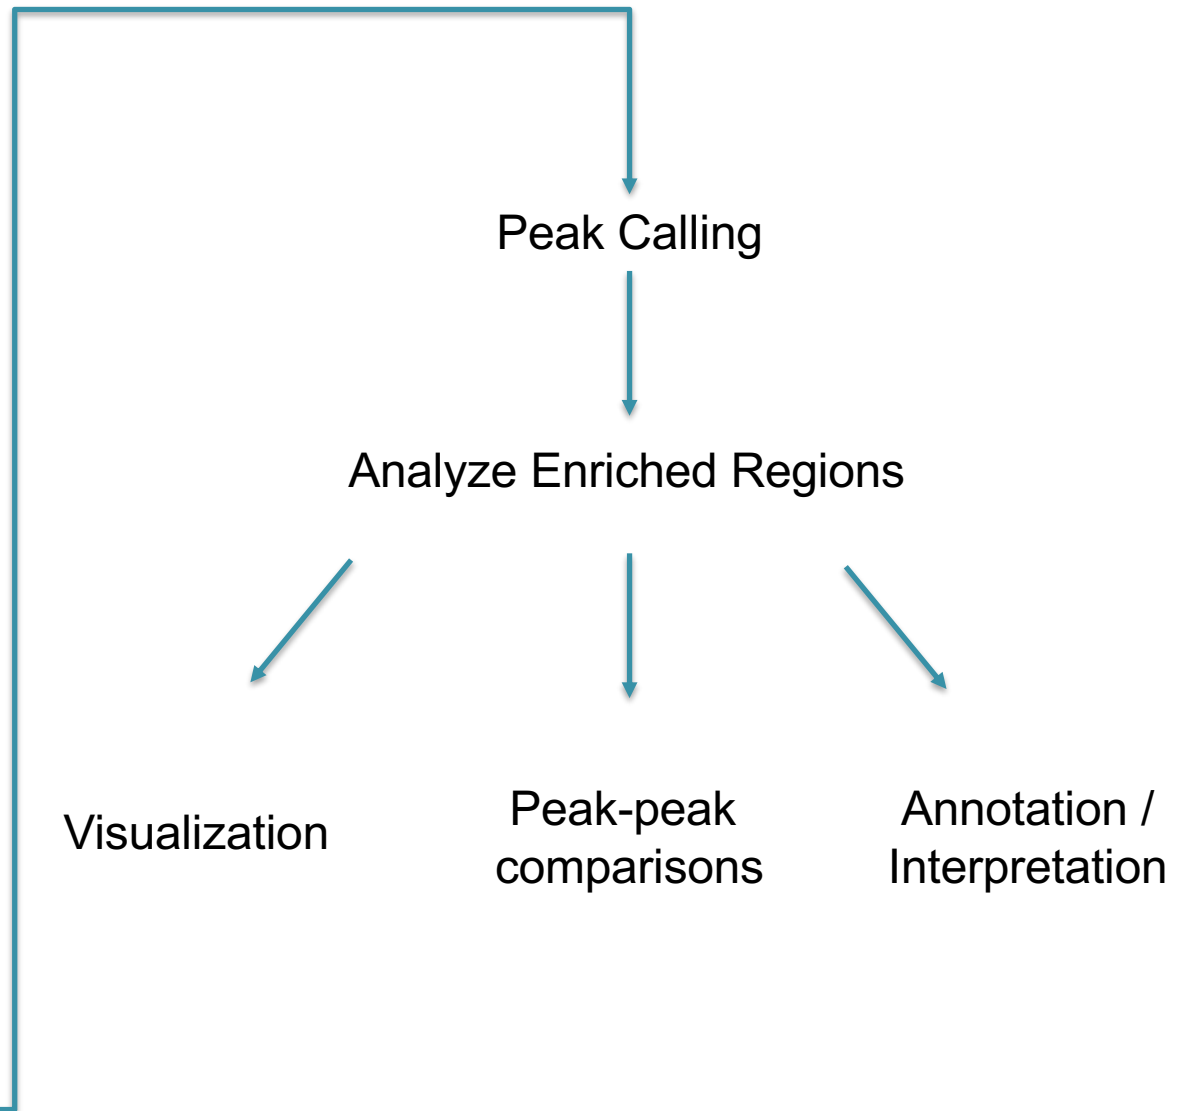 Peak Calling
Analyze Enriched Regions
Visualization
Peak-peak
comparisons
Annotation /
Interpretation